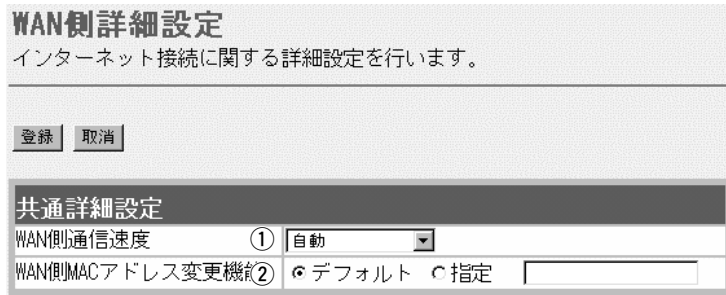 WAN側詳細設定
インターネット接続に関する詳細設定を行います。
登録 取消
共通詳細設定
WAN側通信速度 ① 自動
WAN側MACアドレス変更機能② デフォルト 指定